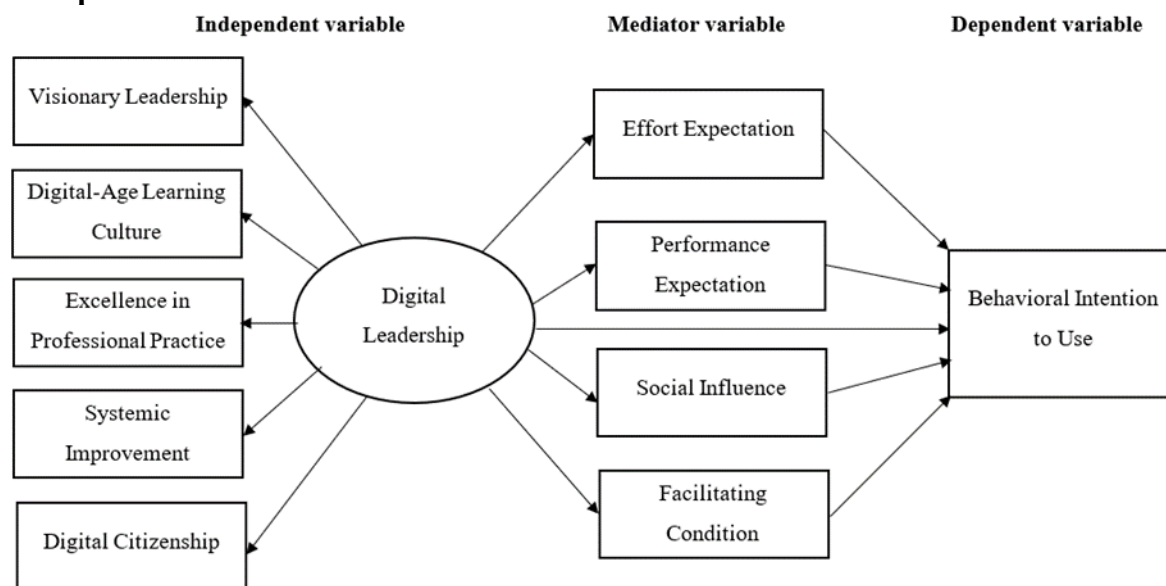 Independent variable
Mediator variable
Dependent variable
Visionary Leadership
Digital-Age Learning
Culture
Excellence in
Professional Practice
Systemic
Improvement
Digital Citizenship
Digital
Leadership
Effort Expectation
Performance
Expectation
Social Influence
Facilitating
Condition
Behavioral Intention
to Use